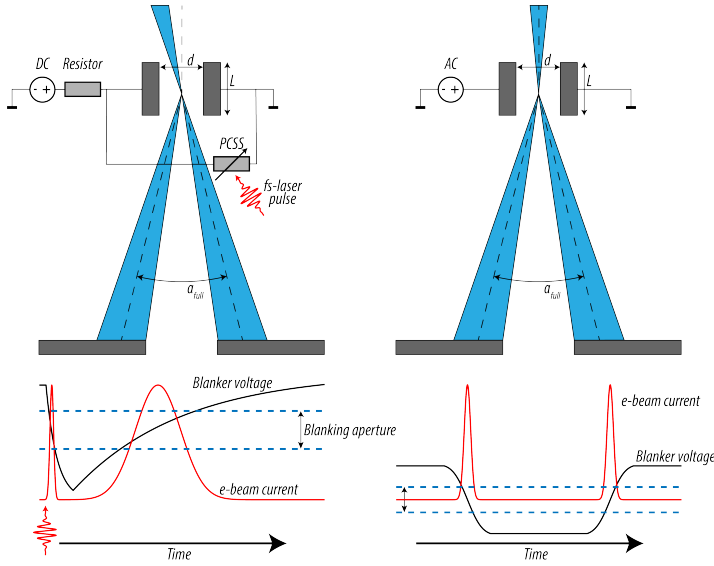 DC
Resistor
- +
d
L
PCSS
fs-laser
pulse
a full
AC
- +
d
L
a full
Blanker voltage
Blanking aperture
e-beam current
Time
e-beam current
Blanker voltage
Time